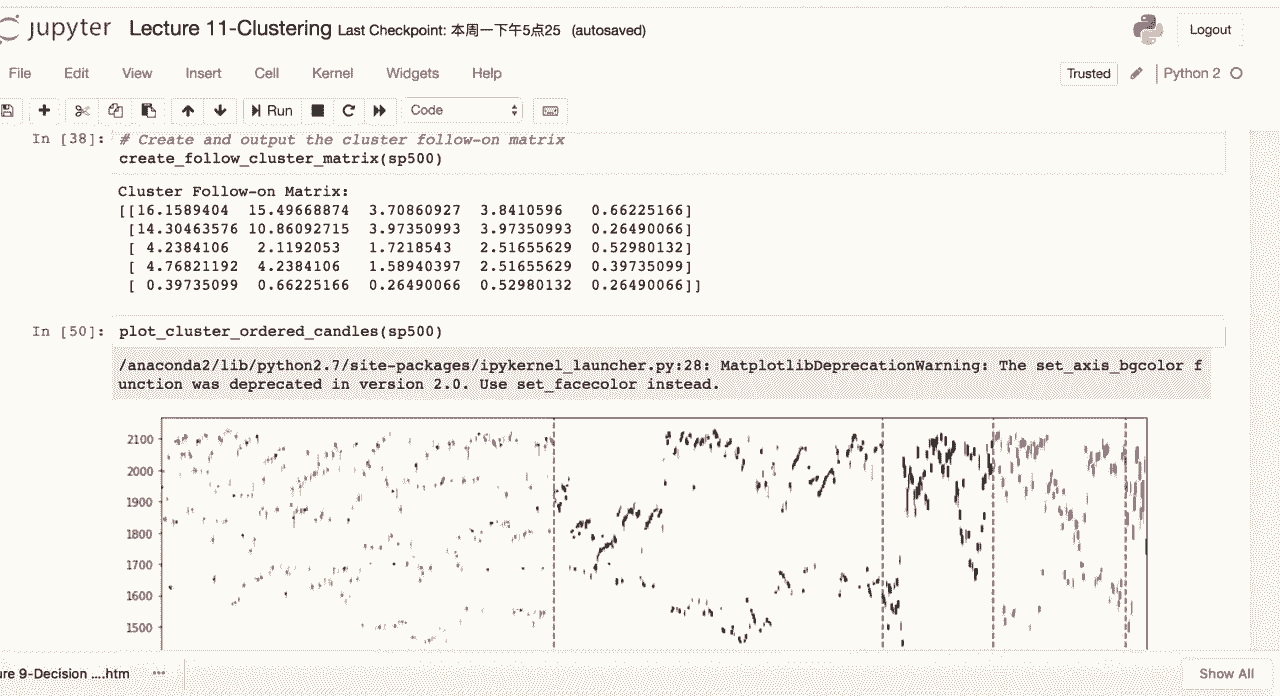 jupyter Lecture 11-Clustering Last Checkpoint: 本周一下午5点25 (autosaved) Logout
File Edit View Insert Cell Kernel Widgets Help Trusted Python 2
Run Code
In [38]: # Create and output the cluster follow-on matrix
create_follow_cluster_matrix(sp500)
Cluster Follow-on Matrix:
[[16.1589404 15.49668874 3.70860927 3.8410596 0.66225166]
[14.30463576 10.86092715 3.97350993 3.97350993 0.26490066]
[ 4.2384106 2.1192053 1.7218543 2.51655629 0.52980132]
[ 4.76821192 4.2384106 1.58940397 2.51655629 0.39735099]
[ 0.39735099 0.66225166 0.26490066 0.52980132 0.26490066]]
In [50]: plot_cluster_ordered_candles(sp500)
/anaconda2/lib/python2.7/site-packages/ipykernel_launcher.py:28: MatplotlibDeprecationWarning: The set_axis_bgcolor f
unction was deprecated in version 2.0. Use set_facecolor instead.
2100
2000
1900
1800
1700
1600
1500
re 9-Decision ....htm Show All